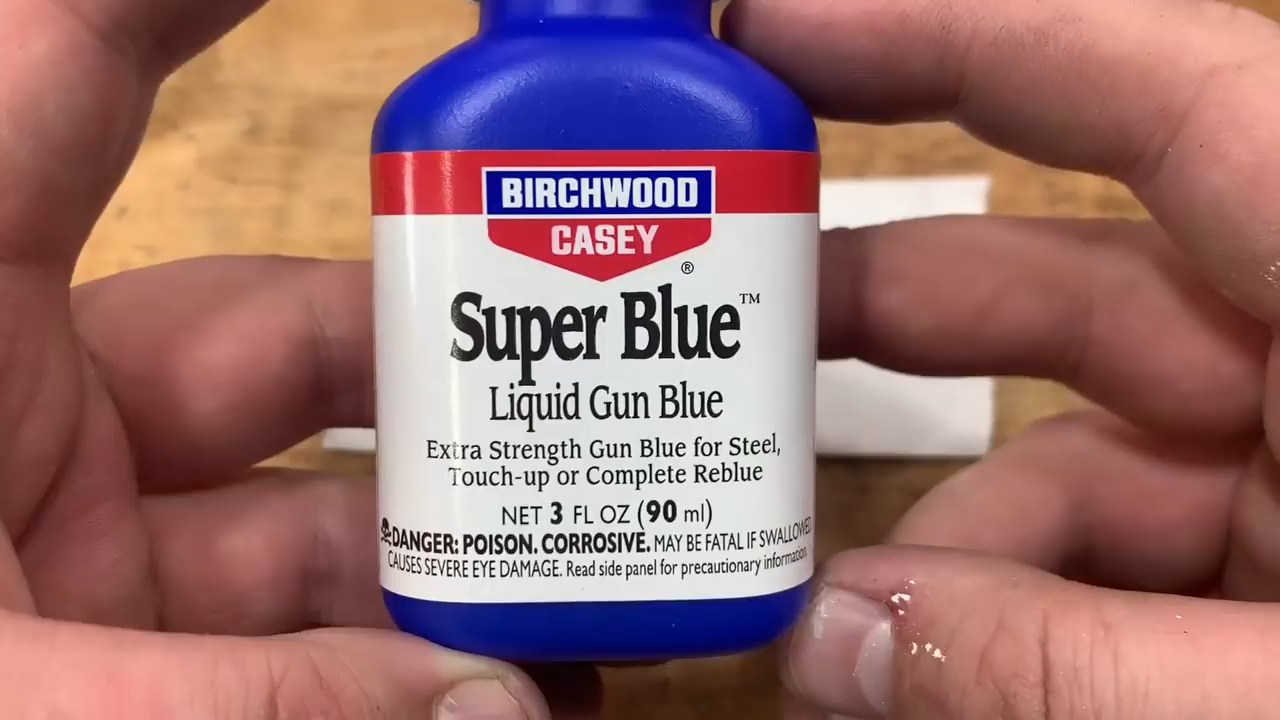 BIRCHWOOD
CASEY
®
Super Blue™
Liquid Gun Blue
Extra Strength Gun Blue for Steel,
Touch-up or Complete Reblue
NET 3 FL OZ (90 ml)
DANGER: POISON. CORROSIVE. MAY BE FATAL IF SWALLOWED
CAUSES SEVERE EYE DAMAGE. Read side panel for precautionary information.